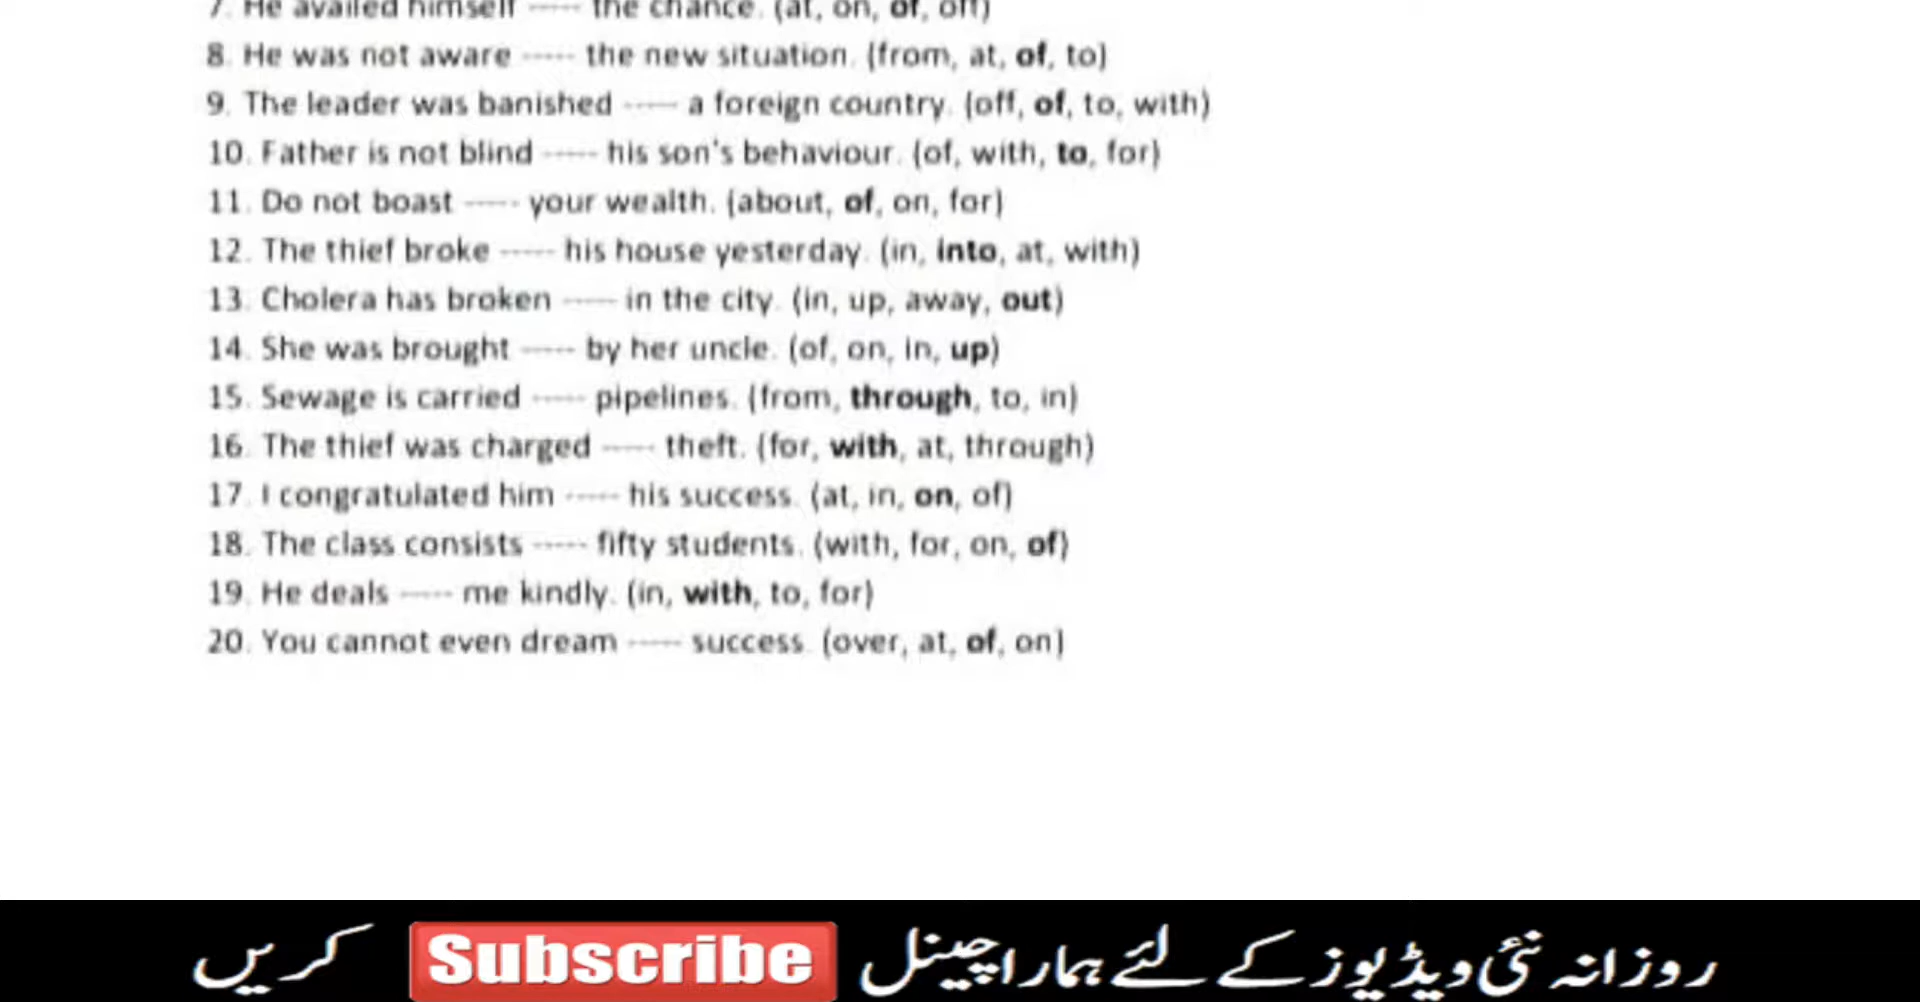 7. He availed himself ----- the chance. (at, on, of, off)
8. He was not aware ----- the new situation. (from, at, of, to)
9. The leader was banished ----- a foreign country. (off, of, to, with)
10. Father is not blind ----- his son's behaviour. (of, with, to, for)
11. Do not boast ----- your wealth. (about, of, on, for)
12. The thief broke ----- his house yesterday. (in, into, at, with)
13. Cholera has broken ----- in the city. (in, up, away, out)
14. She was brought ----- by her uncle. (of, on, in, up)
15. Sewage is carried ----- pipelines. (from, through, to, in)
16. The thief was charged ----- theft. (for, with, at, through)
17. I congratulated him ----- his success. (at, in, on, of)
18. The class consists ----- fifty students. (with, for, on, of)
19. He deals ----- me kindly. (in, with, to, for)
20. You cannot even dream ----- success. (over, at, of, on)
روزانہ نئی ویڈیوز کے لئے ہمارا چینل Subscribe کریں